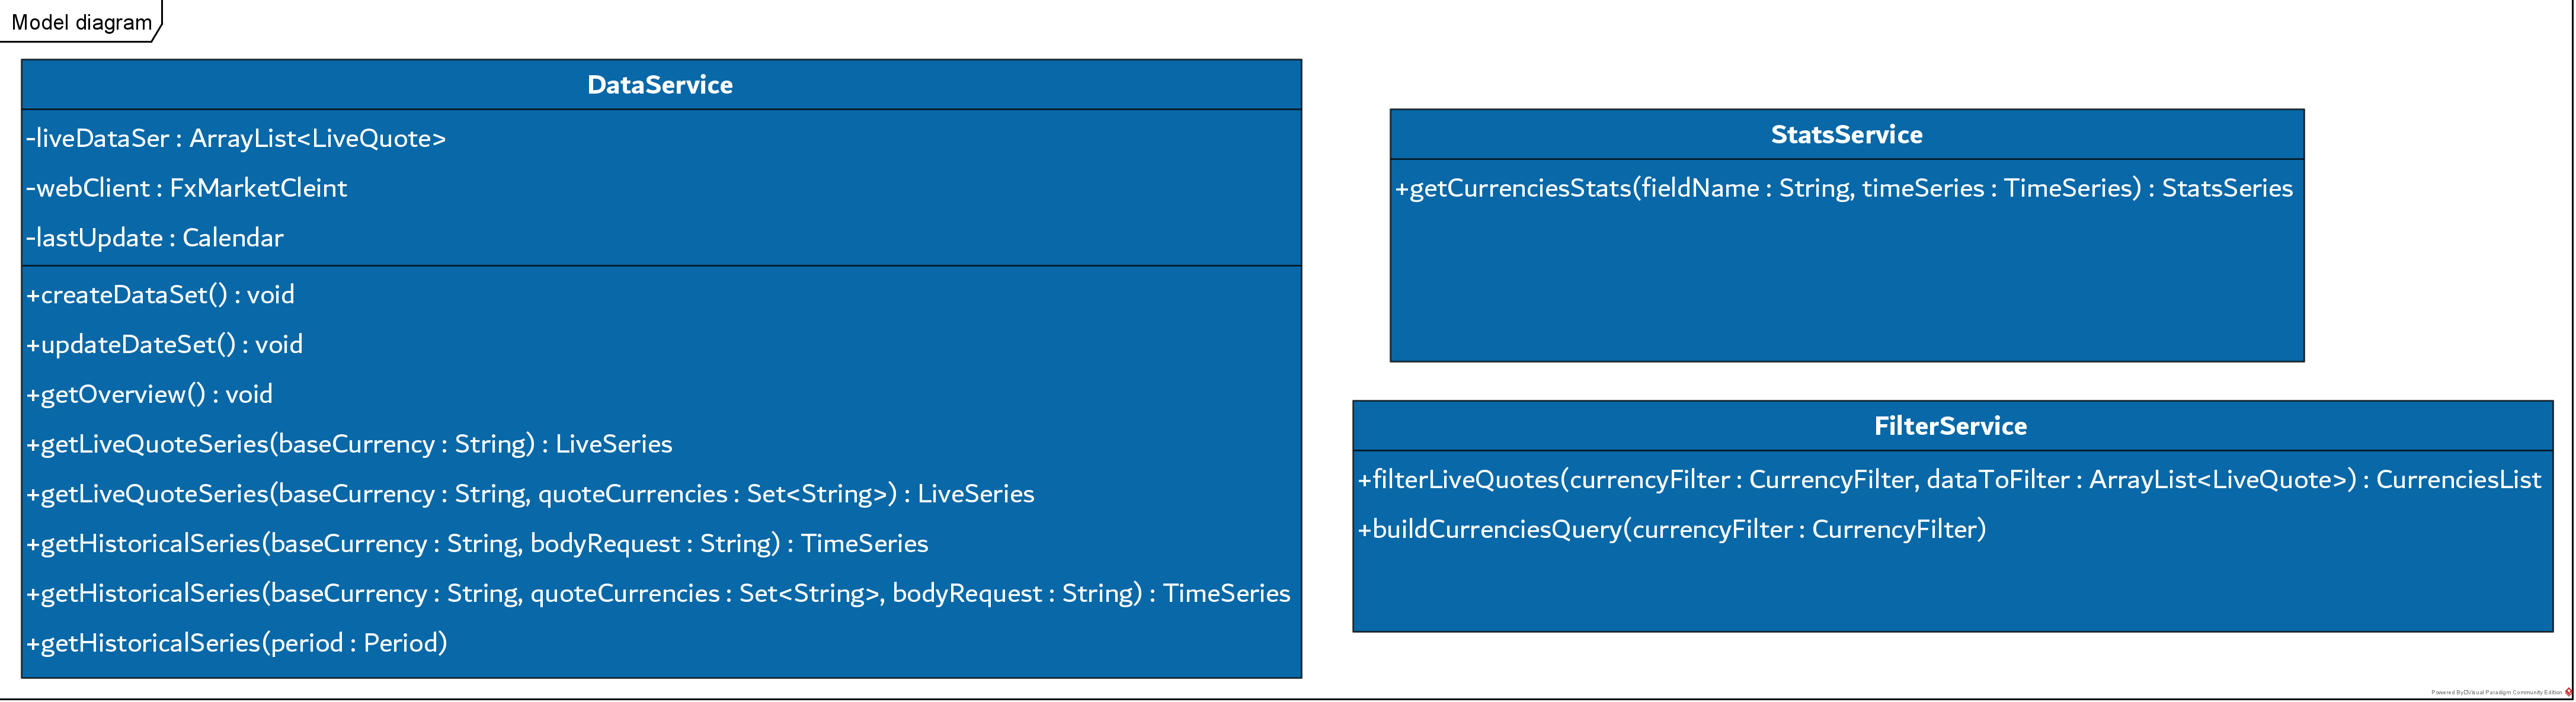 Model diagram
DataService
-liveDataSer : ArrayList<LiveQuote>
-webClient : FxMarketCleint
-lastUpdate : Calendar
+createDataSet() : void
+updateDateSet() : void
+getOverview() : void
+getLiveQuoteSeries(baseCurrency : String) : LiveSeries
+getLiveQuoteSeries(baseCurrency : String, quoteCurrencies : Set<String>) : LiveSeries
+getHistoricalSeries(baseCurrency : String, bodyRequest : String) : TimeSeries
+getHistoricalSeries(baseCurrency : String, quoteCurrencies : Set<String>, bodyRequest : String) : TimeSeries
+getHistoricalSeries(period : Period)
StatsService
+getCurrenciesStats(fieldName : String, timeSeries : TimeSeries) : StatsSeries
FilterService
+filterLiveQuotes(currencyFilter : CurrencyFilter, dataToFilter : ArrayList<LiveQuote>) : CurrenciesList
+buildCurrenciesQuery(currencyFilter : CurrencyFilter)
Powered By Visual Paradigm Community Edition